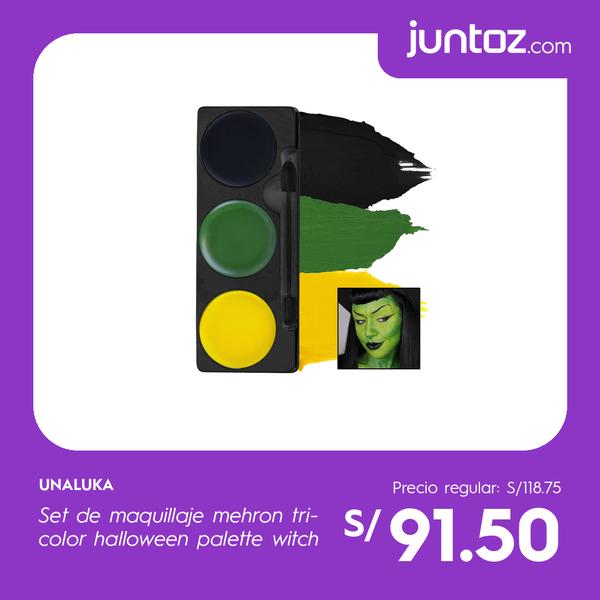 juntoz.com
UNALUKA
Set de maquillaje mehron tri-
color halloween palette witch
Precio regular: S/118.75
S/91.50